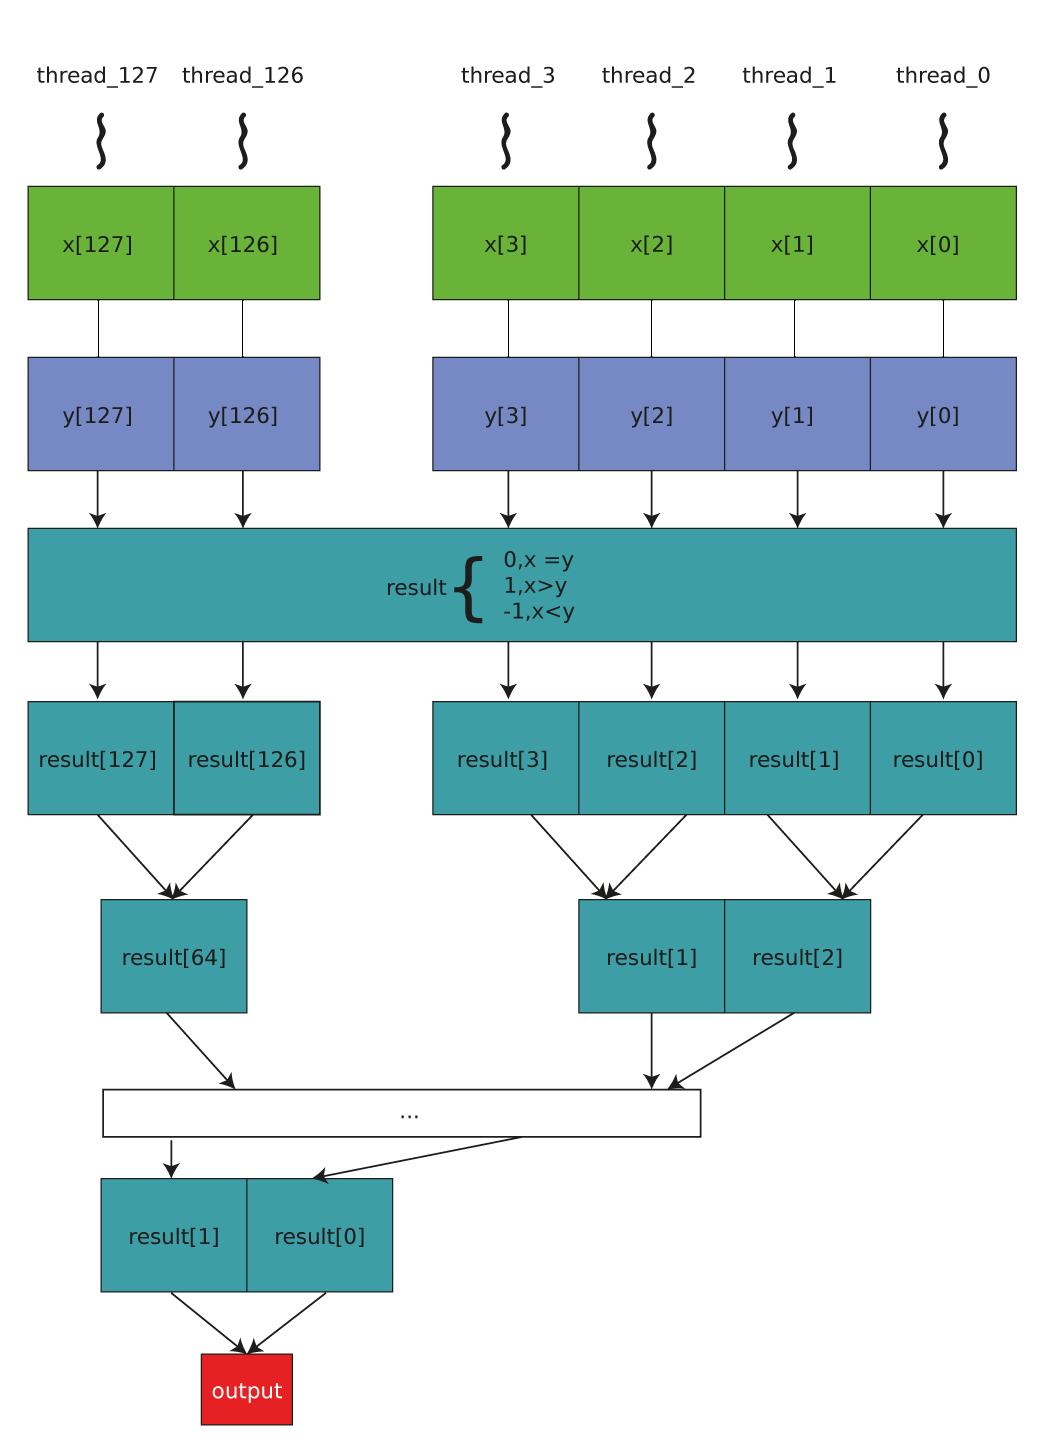 thread_127 thread_126 thread_3 thread_2 thread_1 thread_0
x[127] x[126] x[3] x[2] x[1] x[0]
y[127] y[126] y[3] y[2] y[1] y[0]
0,x =y
result { 1,x>y
-1,x<y
result[127] result[126] result[3] result[2] result[1] result[0]
result[64] result[1] result[2]
...
result[1] result[0]
output